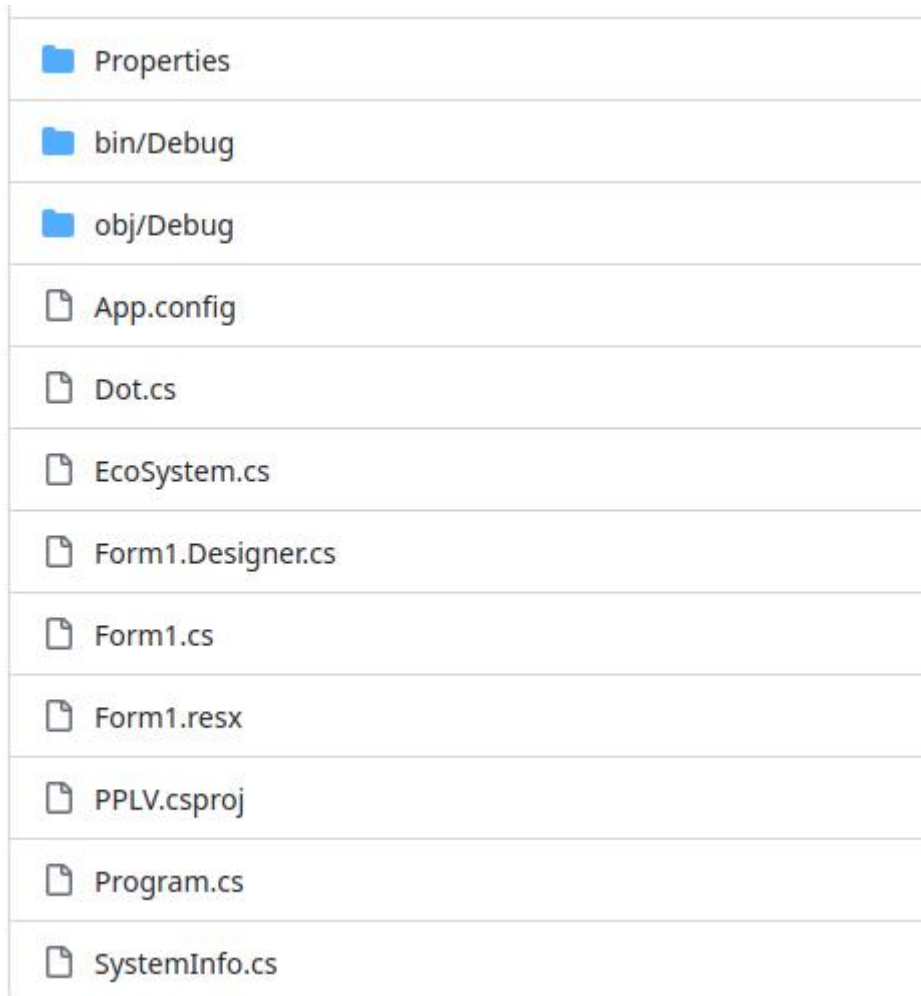 Properties
bin/Debug
obj/Debug
App.config
Dot.cs
EcoSystem.cs
Form1.Designer.cs
Form1.cs
Form1.resx
PPLV.csproj
Program.cs
SystemInfo.cs